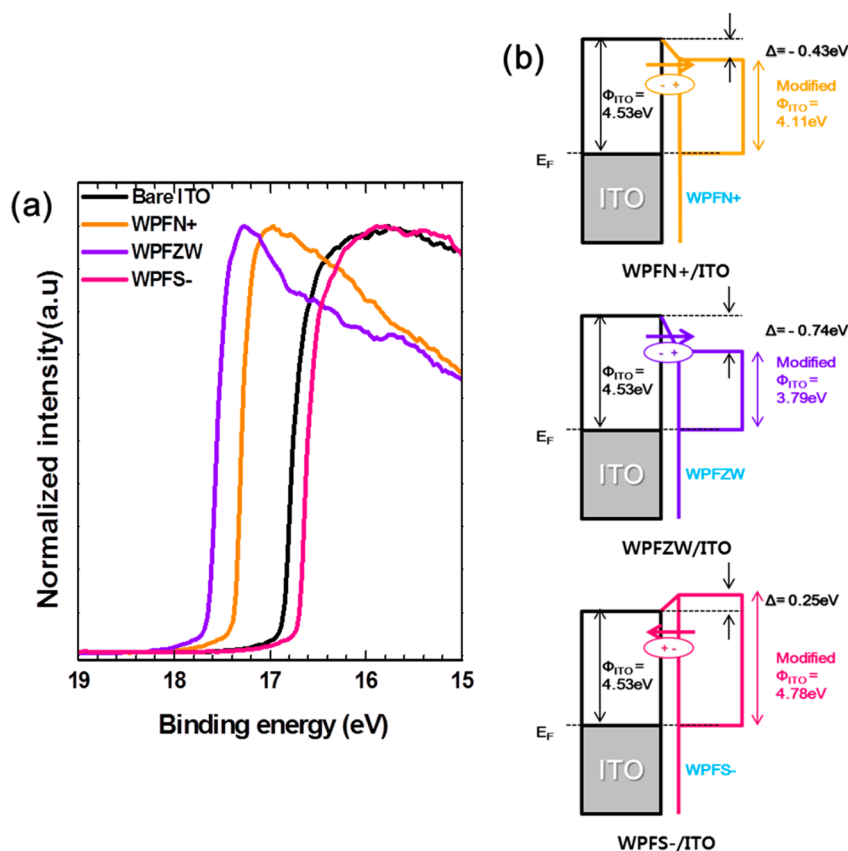 (a)
Normalized intensity(a.u)
Bare ITO
WPFN+
WPFZW
WPFS-
19 18 17 16 15
Binding energy (eV)
(b)
Δ= - 0.43eV
ΦITO =
4.53eV
Modified
ΦITO =
4.11eV
- +
EF
ITO
WPFN+
WPFN+/ITO
Δ= - 0.74eV
ΦITO =
4.53eV
Modified
ΦITO =
3.79eV
- +
EF
ITO
WPFZW
WPFZW/ITO
Δ= 0.25eV
ΦITO =
4.53eV
Modified
ΦITO =
4.78eV
+ -
EF
ITO
WPFS-
WPFS-/ITO